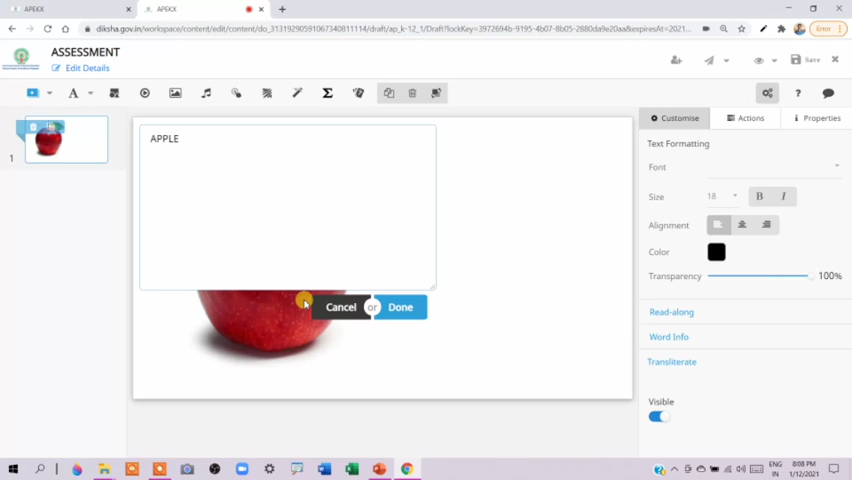 APEKX
APEKX
diksha.gov.in/workspace/content/edit/content/do_31319290591067340811114/draft/ap_k-12_1/Draft?lockKey=3972694b-9195-4b07-8b05-2880da9e20aa&expiresAt=2021...
Error
ASSESSMENT
Edit Details
Save
A
Σ
?
Customise
Actions
Properties
1
APPLE
Text Formatting
Font
Size
18
B
I
Alignment
Color
Transparency
100%
Cancel or Done
Read-along
Word Info
Transliterate
Visible
ENG
IN
8:08 PM
1/12/2021